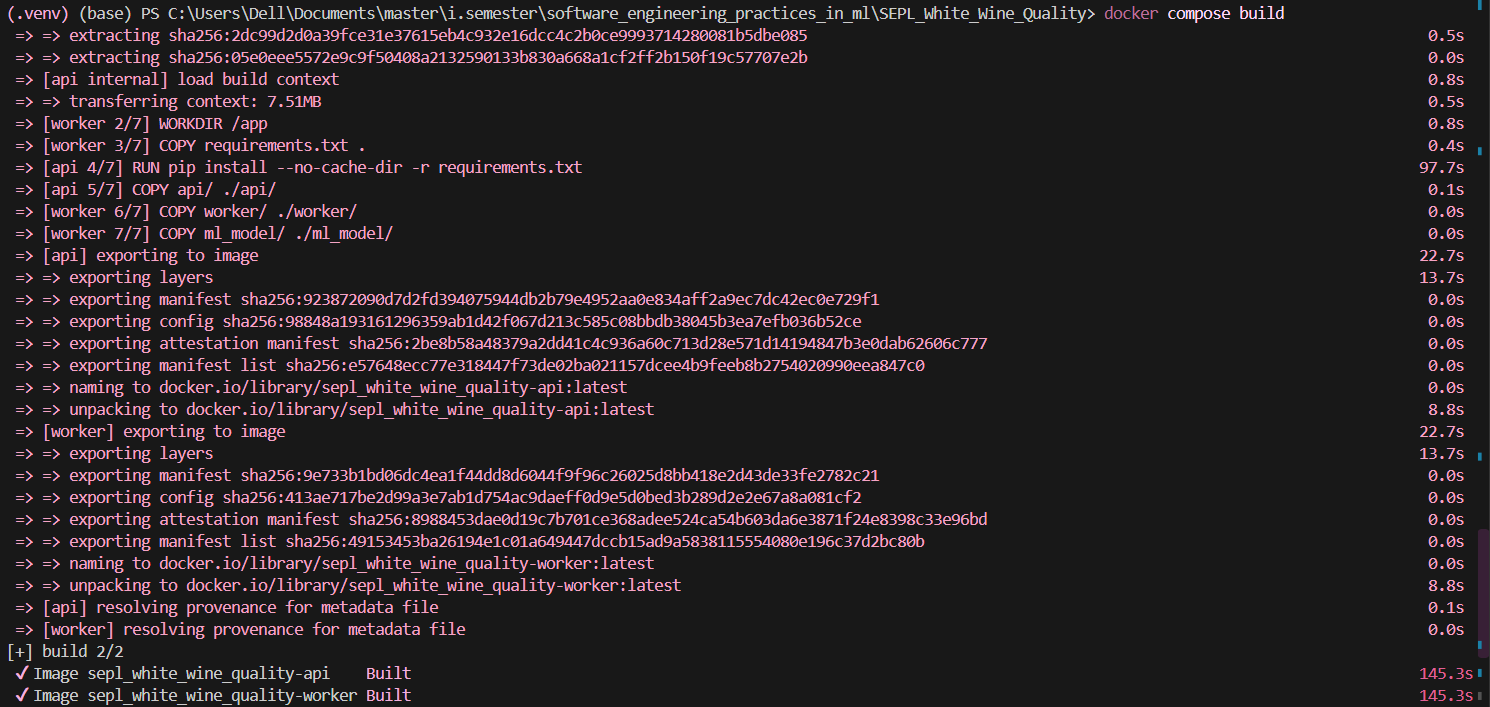 (.venv) (base) PS C:\Users\Dell\Documents\master\i.semester\software_engineering_practices_in_ml\SEPL_White_Wine_Quality> docker compose build
=> => extracting sha256:2dc99d2d0a39fce31e37615eb4c932e16dcc4c2b0ce9993714280081b5dbe085 0.5s
=> => extracting sha256:05e0eee5572e9c9f50408a2132590133b830a668a1cf2ff2b150f19c57707e2b 0.0s
=> [api internal] load build context 0.8s
=> => transferring context: 7.51MB 0.5s
=> [worker 2/7] WORKDIR /app 0.8s
=> [worker 3/7] COPY requirements.txt . 0.4s
=> [api 4/7] RUN pip install --no-cache-dir -r requirements.txt 97.7s
=> [api 5/7] COPY api/ ./api/ 0.1s
=> [worker 6/7] COPY worker/ ./worker/ 0.0s
=> [worker 7/7] COPY ml_model/ ./ml_model/ 0.0s
=> [api] exporting to image 22.7s
=> => exporting layers 13.7s
=> => exporting manifest sha256:923872090d7d2fd394075944db2b79e4952aa0e834aff2a9ec7dc42ec0e729f1 0.0s
=> => exporting config sha256:98848a193161296359ab1d42f067d213c585c08bbdb38045b3ea7efb036b52ce 0.0s
=> => exporting attestation manifest sha256:2be8b58a48379a2dd41c4c936a60c713d28e571d14194847b3e0dab62606c777 0.0s
=> => exporting manifest list sha256:e57648ecc77e318447f73de02ba021157dcee4b9feeb8b2754020990eea847c0 0.0s
=> => naming to docker.io/library/sepl_white_wine_quality-api:latest 0.0s
=> => unpacking to docker.io/library/sepl_white_wine_quality-api:latest 8.8s
=> [worker] exporting to image 22.7s
=> => exporting layers 13.7s
=> => exporting manifest sha256:9e733b1bd06dc4ea1f44dd8d6044f9f96c26025d8bb418e2d43de33fe2782c21 0.0s
=> => exporting config sha256:413ae717be2d99a3e7ab1d754ac9daeff0d9e5d0bed3b289d2e2e67a8a081cf2 0.0s
=> => exporting attestation manifest sha256:8988453dae0d19c7b701ce368adee524ca54b603da6e3871f24e8398c33e96bd 0.0s
=> => exporting manifest list sha256:49153453ba26194e1c01a649447dccb15ad9a5838115554080e196c37d2bc80b 0.0s
=> => naming to docker.io/library/sepl_white_wine_quality-worker:latest 0.0s
=> => unpacking to docker.io/library/sepl_white_wine_quality-worker:latest 8.8s
=> [api] resolving provenance for metadata file 0.1s
=> [worker] resolving provenance for metadata file 0.0s
[+] build 2/2
✔ Image sepl_white_wine_quality-api Built 145.3s
✔ Image sepl_white_wine_quality-worker Built 145.3s